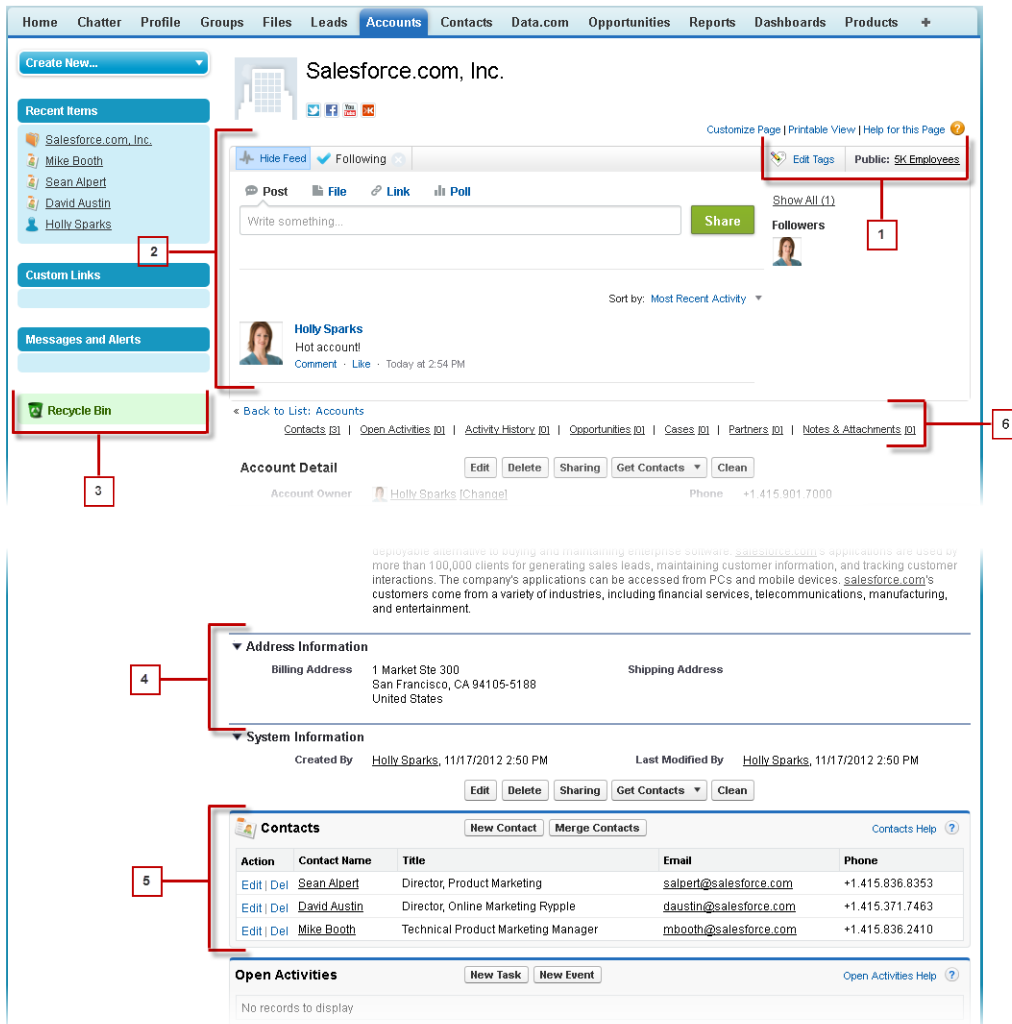 Home Chatter Profile Groups Files Leads Accounts Contacts Data.com Opportunities Reports Dashboards Products +
Create New...
Recent Items
Salesforce.com, Inc.
Mike Booth
Sean Alpert
David Austin
Holly Sparks
Custom Links
Messages and Alerts
Recycle Bin
3
Salesforce.com, Inc.
You Tube
Customize Page | Printable View | Help for this Page ?
Hide Feed Following
Edit Tags Public: 5K Employees
1
Post File Link Poll
Write something... Share
Show All (1)
Followers
2
Sort by: Most Recent Activity
Holly Sparks
Hot account!
Comment · Like · Today at 2:54 PM
« Back to List: Accounts
Contacts [3] | Open Activities [0] | Activity History [0] | Opportunities [0] | Cases [0] | Partners [0] | Notes & Attachments [0]
6
Account Detail Edit Delete Sharing Get Contacts Clean
Account Owner Holly Sparks [Change] Phone +1.415.901.7000
deployable alternative to buying and maintaining enterprise software. salesforce.com's applications are used by
more than 100,000 clients for generating sales leads, maintaining customer information, and tracking customer
interactions. The company's applications can be accessed from PCs and mobile devices. salesforce.com's
customers come from a variety of industries, including financial services, telecommunications, manufacturing,
and entertainment.
4
Address Information
Billing Address 1 Market Ste 300
San Francisco, CA 94105-5188
United States
Shipping Address
System Information
Created By Holly Sparks, 11/17/2012 2:50 PM Last Modified By Holly Sparks, 11/17/2012 2:50 PM
Edit Delete Sharing Get Contacts Clean
5
Contacts New Contact Merge Contacts Contacts Help ?
Action Contact Name Title Email Phone
Edit | Del Sean Alpert Director, Product Marketing salpert@salesforce.com +1.415.836.8353
Edit | Del David Austin Director, Online Marketing Rypple daustin@salesforce.com +1.415.371.7463
Edit | Del Mike Booth Technical Product Marketing Manager mbooth@salesforce.com +1.415.836.2410
Open Activities New Task New Event Open Activities Help ?
No records to display